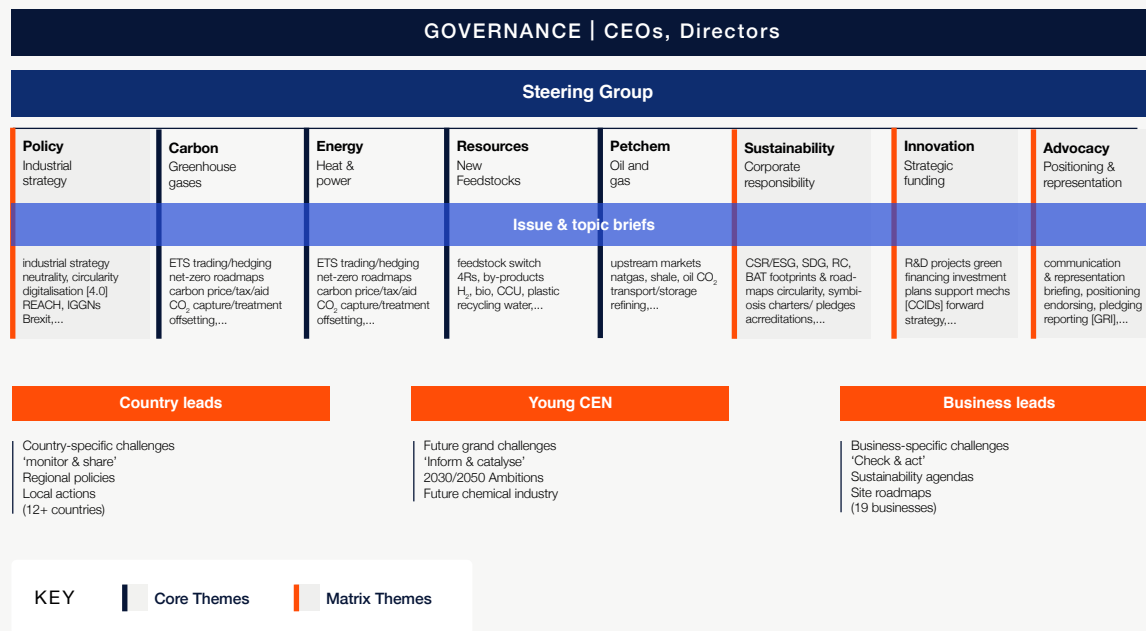 GOVERNANCE | CEOs, Directors
Steering Group
Policy
Industrial
strategy
Carbon
Greenhouse
gases
Energy
Heat &
power
Resources
New
Feedstocks
Petchem
Oil and
gas
Sustainability
Corporate
responsibility
Innovation
Strategic
funding
Advocacy
Positioning &
representation
Issue & topic briefs
industrial strategy
neutrality, circularity
digitalisation [4.0]
REACH, IGGNs
Brexit,...
ETS trading/hedging
net-zero roadmaps
carbon price/tax/aid
CO2 capture/treatment
offsetting,...
ETS trading/hedging
net-zero roadmaps
carbon price/tax/aid
CO2 capture/treatment
offsetting,...
feedstock switch
4Rs, by-products
H2, bio, CCU, plastic
recycling water,...
upstream markets
natgas, shale, oil CO2
transport/storage
refining,...
CSR/ESG, SDG, RC,
BAT footprints & road-
maps circularity, symbi-
osis charters/ pledges
acrreditations,...
R&D projects green
financing investment
plans support mechs
[CCIDs] forward
strategy,...
communication
& representation
briefing, positioning
endorsing, pledging
reporting [GRI],...
Country leads
Country-specific challenges
‘monitor & share’
Regional policies
Local actions
(12+ countries)
Young CEN
Future grand challenges
‘Inform & catalyse’
2030/2050 Ambitions
Future chemical industry
Business leads
Business-specific challenges
‘Check & act’
Sustainability agendas
Site roadmaps
(19 businesses)
KEY
Core Themes
Matrix Themes